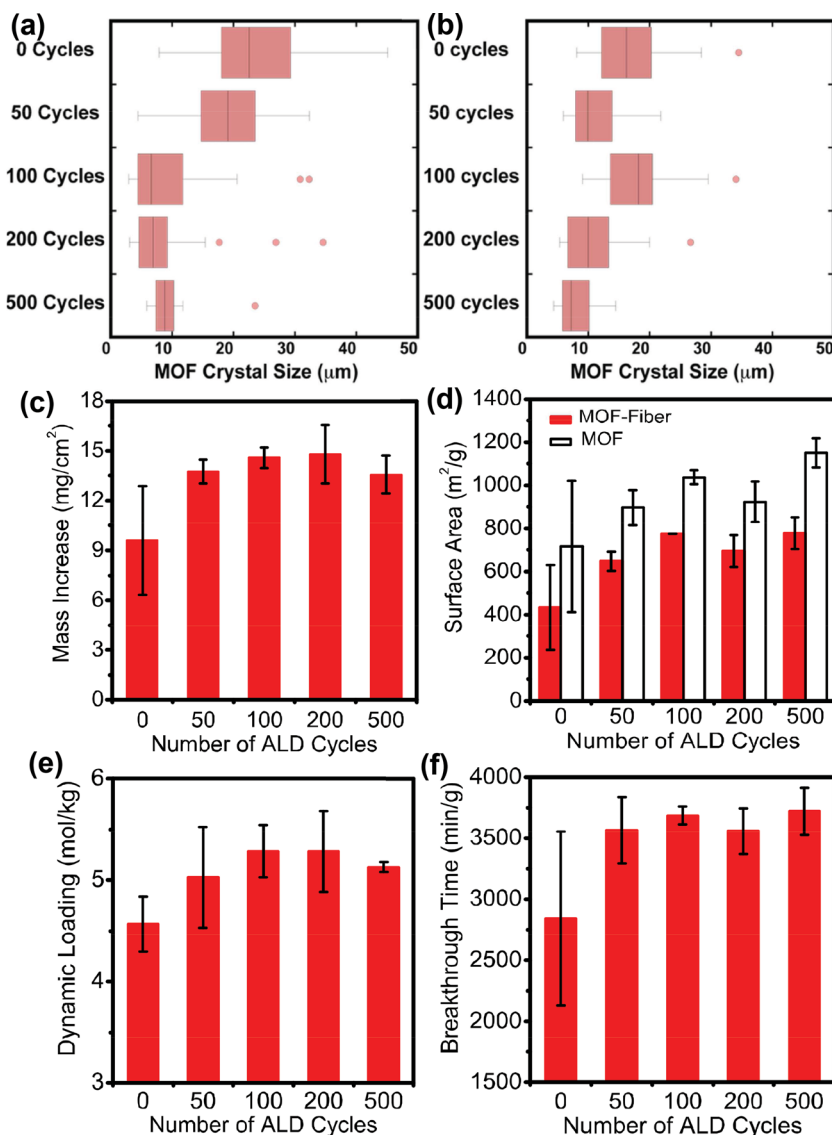 (a)
0 Cycles
50 Cycles
100 Cycles
200 Cycles
500 Cycles
0 10 20 30 40 50
MOF Crystal Size (μm)
(b)
0 cycles
50 cycles
100 cycles
200 cycles
500 cycles
0 10 20 30 40 50
MOF Crystal Size (μm)
(c)
Mass Increase (mg/cm²)
18
15
12
9
6
3
0
0 50 100 200 500
Number of ALD Cycles
(d)
MOF-Fiber
MOF
Surface Area (m²/g)
1400
1200
1000
800
600
400
200
0
0 50 100 200 500
Number of ALD Cycles
(e)
Dynamic Loading (mol/kg)
6
5
4
3
0 50 100 200 500
Number of ALD Cycles
(f)
Breakthrough Time (min/g)
4000
3500
3000
2500
2000
1500
0 50 100 200 500
Number of ALD Cycles